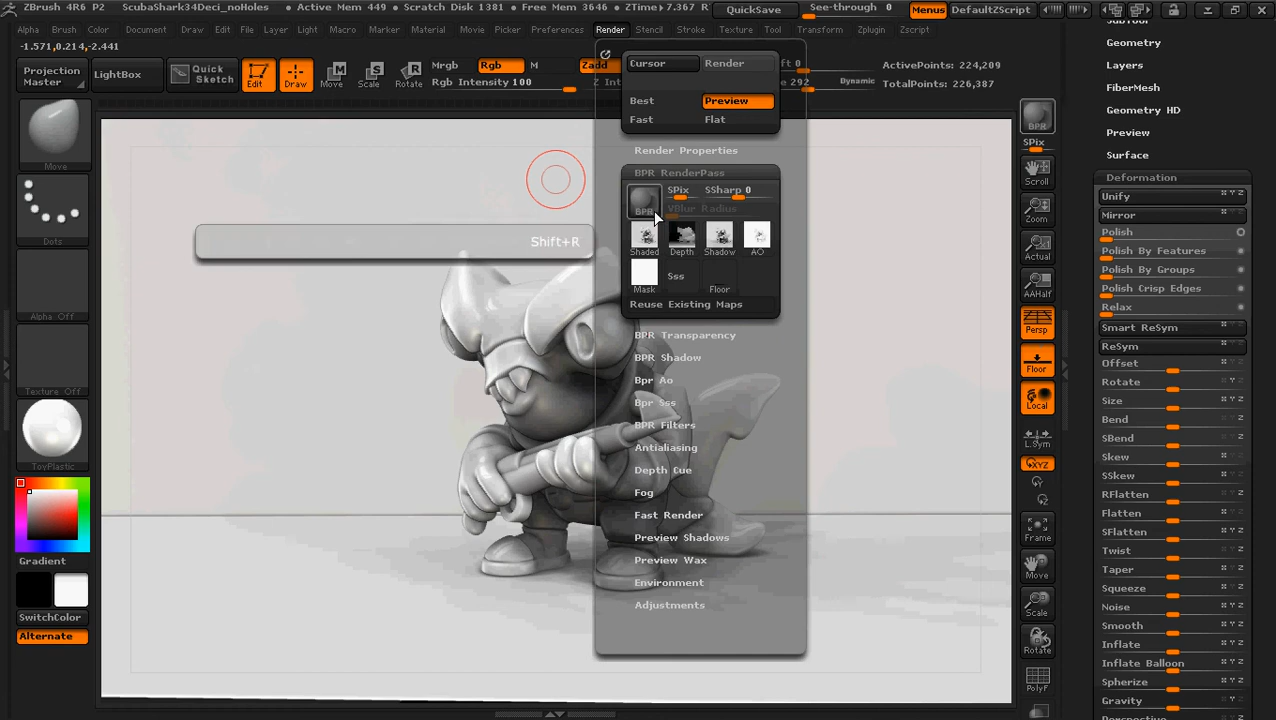 ZBrush 4R6 P2 ScubaShark34Deci_noHoles • Active Mem 449 • Scratch Disk 1381 • Free Mem 3646 • ZTime▸7.367 R QuickSave See-through 0 Menus DefaultZScript
Alpha Brush Color Document Draw Edit File Layer Light Macro Marker Material Movie Picker Preferences Render Stencil Stroke Texture Tool Transform Zplugin Zscript
-1.571,0.214,-2.441
Projection Master
LightBox
Quick Sketch
Edit
Draw
Move
Scale
Rotate
Mrgb Rgb M Zadd
Rgb Intensity 100
ft 0
e 292
Dynamic
ActivePoints: 224,209
TotalPoints: 226,387
Move
Dots
Alpha Off
Texture Off
ToyPlastic
Gradient
SwitchColor
Alternate
Shift+R
Cursor Render
Best Preview
Fast Flat
Render Properties
BPR RenderPass
BPR
SPix SSharp 0
VBlur Radius
Shaded Depth Shadow AO
Sss
Mask Floor
Reuse Existing Maps
BPR Transparency
BPR Shadow
Bpr Ao
Bpr Sss
BPR Filters
Antialiasing
Depth Cue
Fog
Fast Render
Preview Shadows
Preview Wax
Environment
Adjustments
BPR
SPix
Scroll
Zoom
Actual
AAHalf
Persp
Floor
Local
L.Sym
XYZ
Y
Z
Frame
Move
Scale
Rotate
PolyF
Geometry
Layers
FiberMesh
Geometry HD
Preview
Surface
Deformation
Unify
Mirror
Polish
Polish By Features
Polish By Groups
Polish Crisp Edges
Relax
Smart ReSym
ReSym
Offset
Rotate
Size
Bend
SBend
Skew
SSkew
RFlatten
Flatten
SFlatten
Twist
Taper
Squeeze
Noise
Smooth
Inflate
Inflate Balloon
Spherize
Gravity